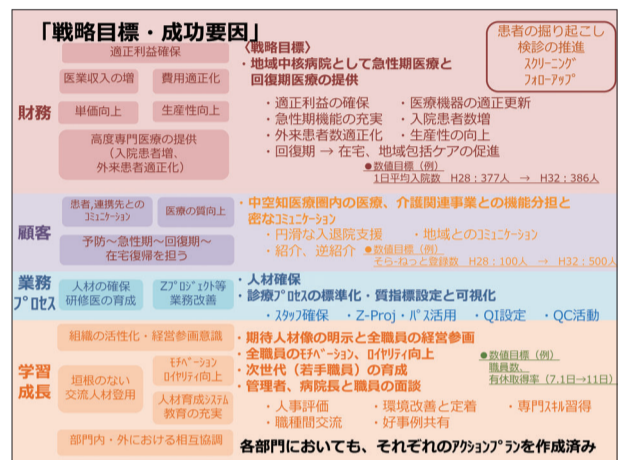 「戦略目標・成功要因」
財務
適正利益確保
医業収入の増
費用適正化
単価向上
生産性向上
高度専門医療の提供
(入院患者増、
外来患者適正化)
〈戦略目標〉
・地域中核病院として急性期医療と
回復期医療の提供
・適正利益の確保
・医療機器の適正更新
・急性期機能の充実
・入院患者数増
・外来患者数適正化
・生産性の向上
・回復期 → 在宅、地域包括ケアの促進
●数値目標(例)
1日平均入院数 H28:377人 → H32:386人
患者の掘り起こし
検診の推進
スクリーニング
フォローアップ
顧客
患者,連携先との
コミュニケーション
医療の質向上
予防~急性期~回復期~
在宅復帰を担う
・中空知医療圏内の医療、介護関連事業との機能分担と
密なコミュニケーション
・円滑な入退院支援
・地域とのコミュニケーション
・紹介、逆紹介
●数値目標(例)
そら-ねっと登録数 H28:100人 → H32:500人
業務
プロセス
人材の確保
研修医の育成
Zプロジェクト等
業務改善
・人材確保
・診療プロセスの標準化・質指標設定と可視化
・スタッフ確保 ・Z-Proj・パス活用 ・QI設定 ・QC活動
学習
成長
組織の活性化・経営参画意識
垣根のない
交流人材登用
モチベーション
ロイヤリティ向上
人材育成システム
教育の充実
部門内・外における相互協調
・期待人材像の明示と全職員の経営参画
・全職員のモチベーション、ロイヤリティ向上
・次世代(若手職員)の育成
・管理者、病院長と職員の面談
・人事評価
・環境改善と定着
・専門スキル習得
・職種間交流
・好事例共有
●数値目標(例)
職員数、
有休取得率(7.1日→11日)
各部門においても、それぞれのアクションプランを作成済み